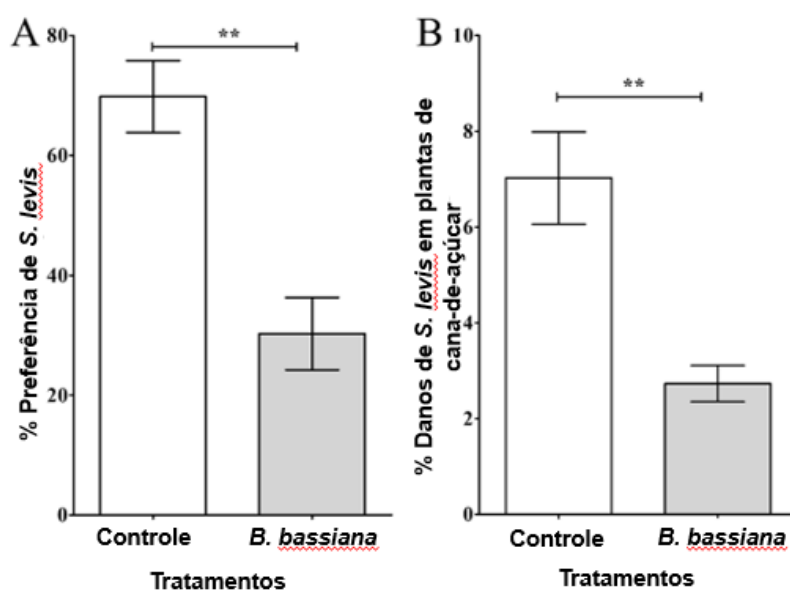 A
% Preferência de S. levis
80
60
40
20
0
**
Controle
B. bassiana
Tratamentos
B
% Danos de S. levis em plantas de
cana-de-açúcar
10
8
6
4
2
0
**
Controle
B. bassiana
Tratamentos